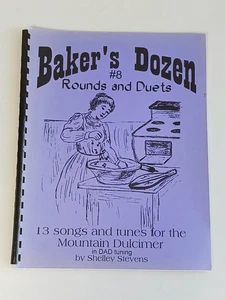 Baker's Dozen
#8
Rounds and Duets
13 songs and tunes for the
Mountain Dulcimer
in DAD tuning
by Shelley Stevens